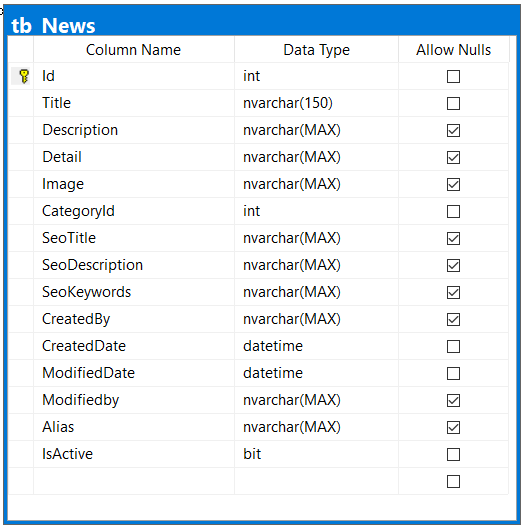 tb_News
Column Name Data Type Allow Nulls
Id int
Title nvarchar(150)
Description nvarchar(MAX)
Detail nvarchar(MAX)
Image nvarchar(MAX)
CategoryId int
SeoTitle nvarchar(MAX)
SeoDescription nvarchar(MAX)
SeoKeywords nvarchar(MAX)
CreatedBy nvarchar(MAX)
CreatedDate datetime
ModifiedDate datetime
Modifiedby nvarchar(MAX)
Alias nvarchar(MAX)
IsActive bit